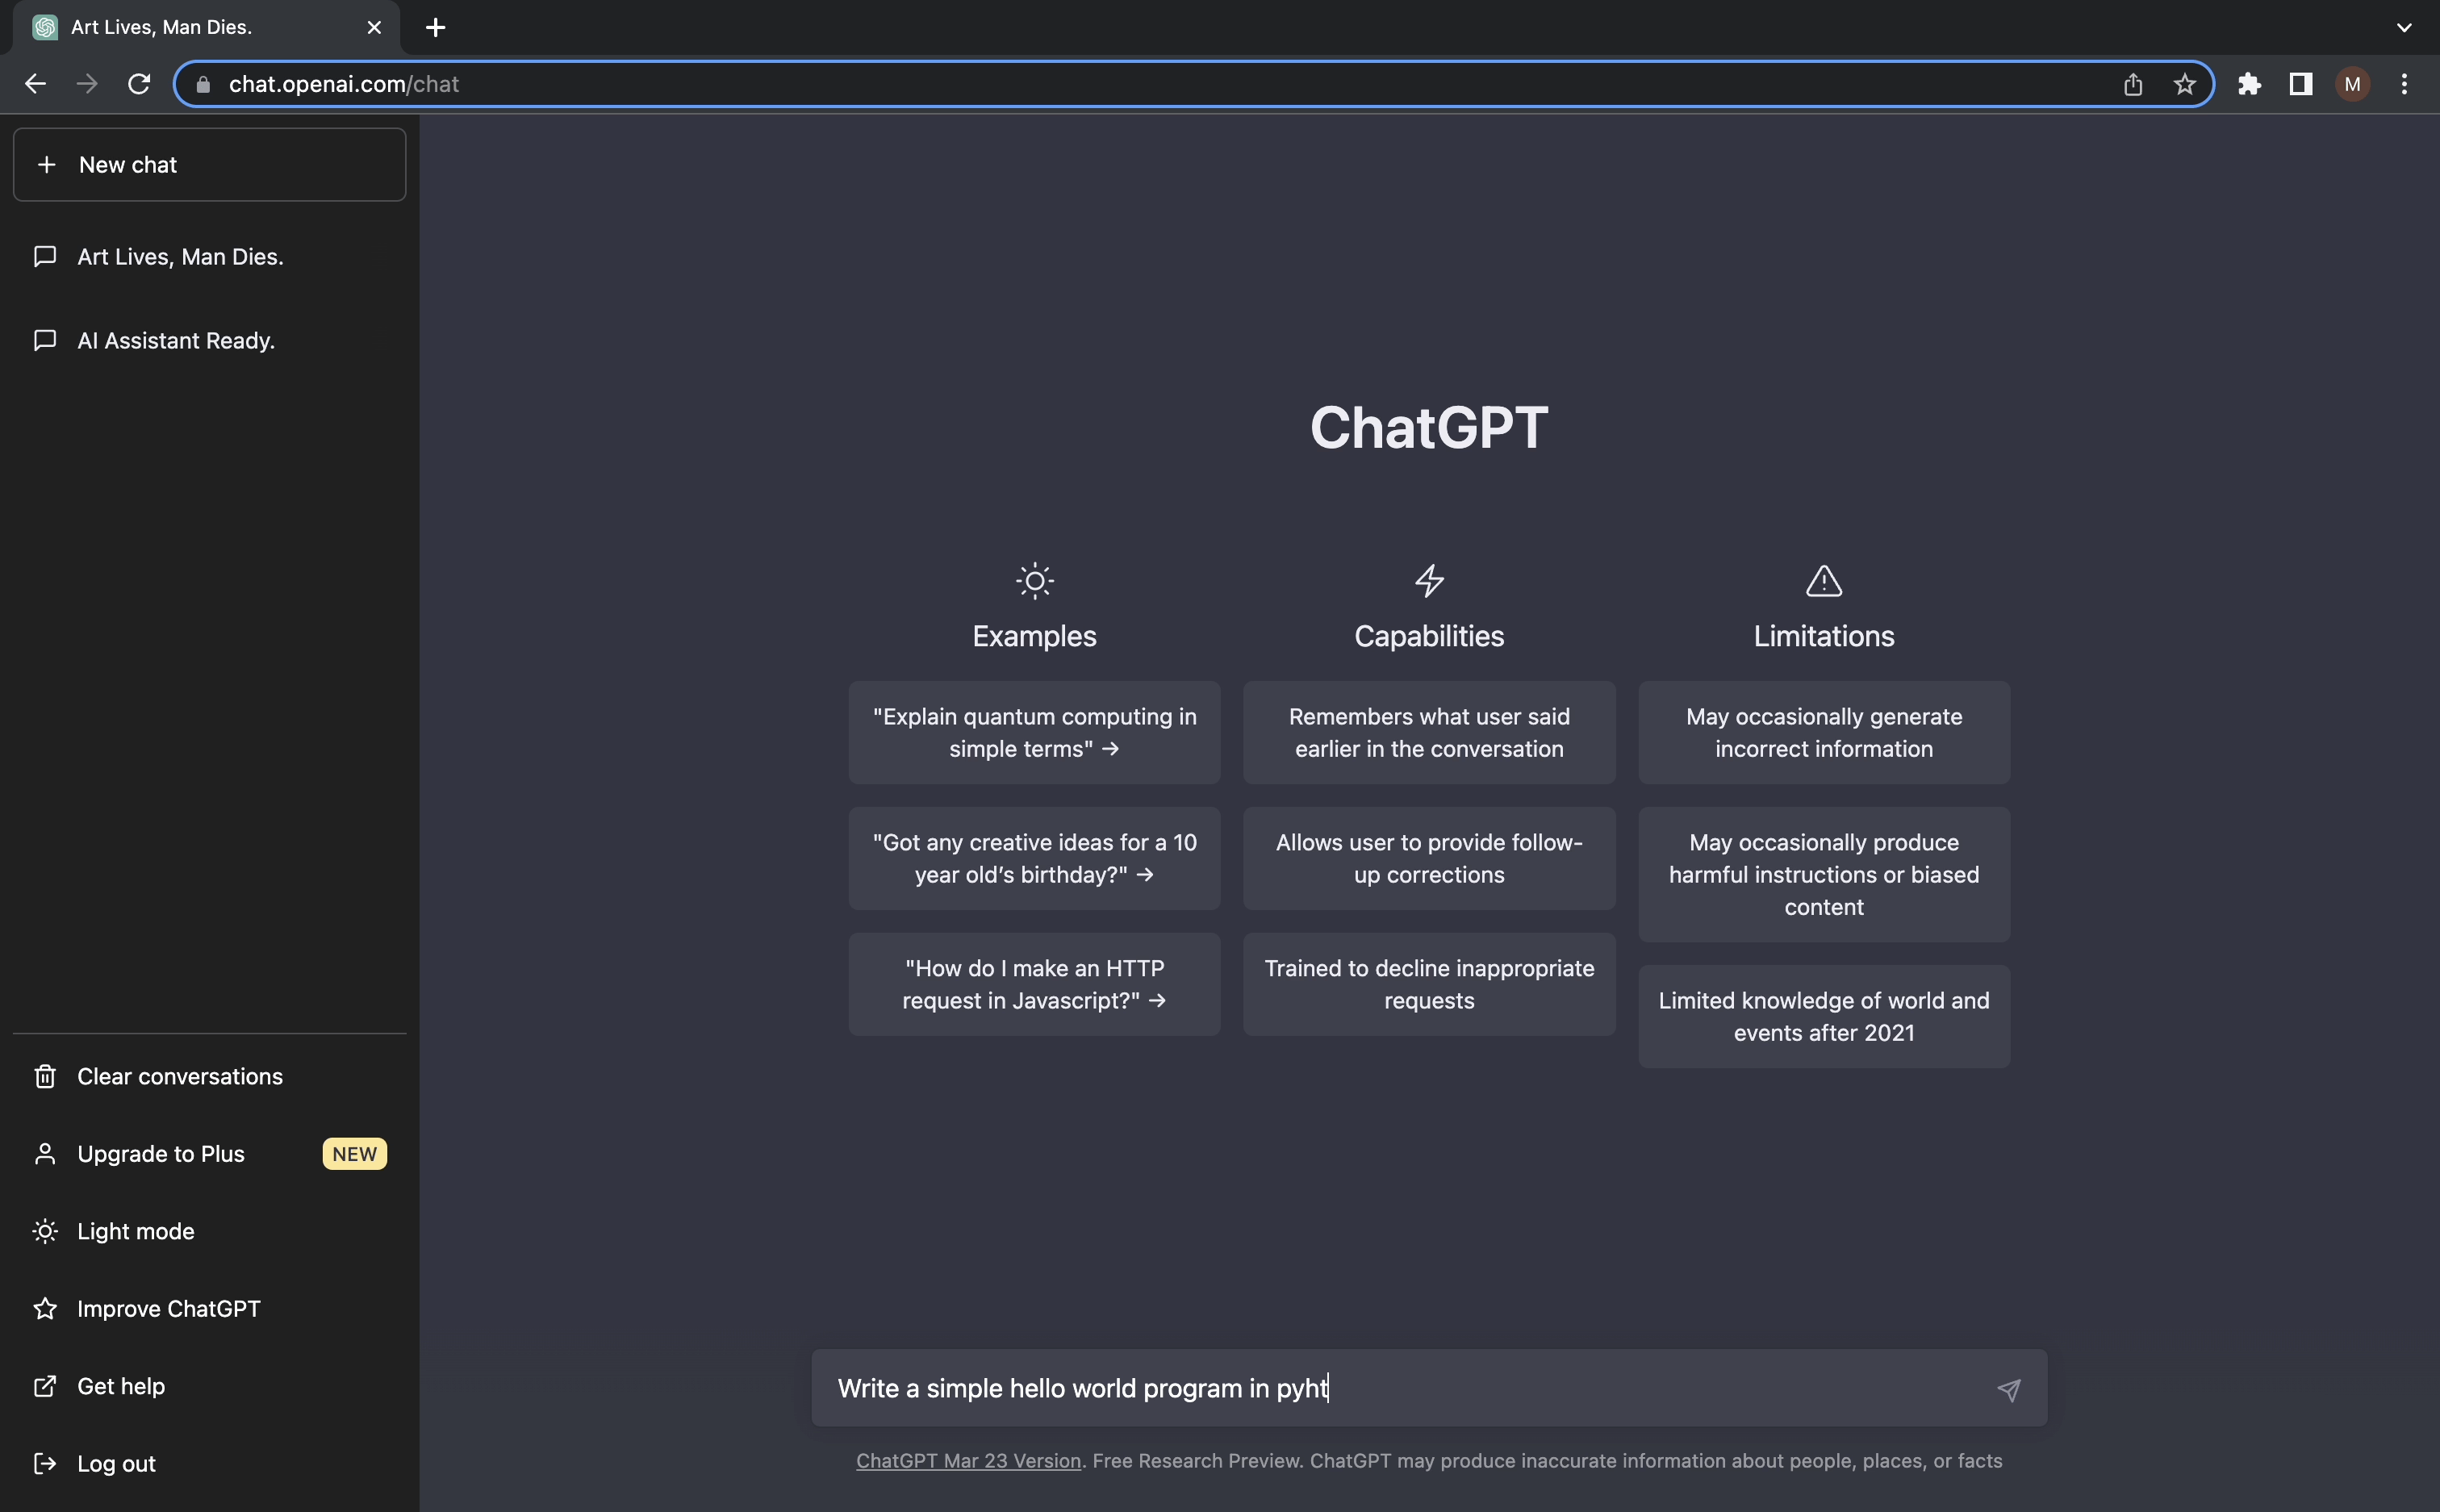 Art Lives, Man Dies.
chat.openai.com/chat
M
New chat
Art Lives, Man Dies.
AI Assistant Ready.
Clear conversations
Upgrade to Plus NEW
Light mode
Improve ChatGPT
Get help
Log out
ChatGPT
Examples
"Explain quantum computing in
simple terms" →
"Got any creative ideas for a 10
year old’s birthday?" →
"How do I make an HTTP
request in Javascript?" →
Capabilities
Remembers what user said
earlier in the conversation
Allows user to provide follow-
up corrections
Trained to decline inappropriate
requests
Limitations
May occasionally generate
incorrect information
May occasionally produce
harmful instructions or biased
content
Limited knowledge of world and
events after 2021
Write a simple hello world program in pyht
ChatGPT Mar 23 Version. Free Research Preview. ChatGPT may produce inaccurate information about people, places, or facts